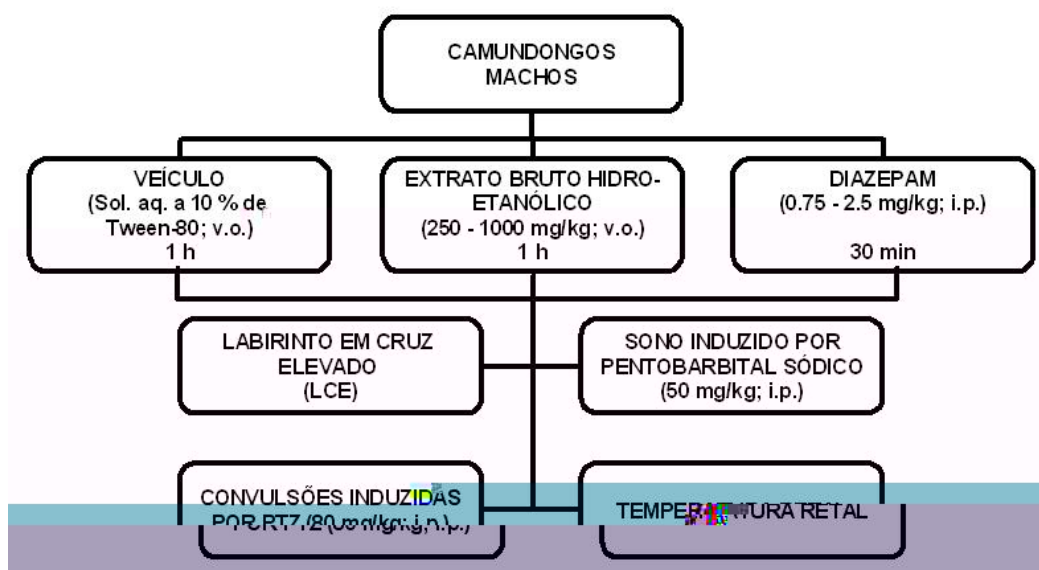 CAMUNDONGOS
MACHOS
VEÍCULO
(Sol. aq. a 10 % de
Tween-80; v.o.)
1 h
EXTRATO BRUTO HIDRO-
ETANÓLICO
(250 - 1000 mg/kg; v.o.)
1 h
DIAZEPAM
(0.75 - 2.5 mg/kg; i.p.)
30 min
LABIRINTO EM CRUZ
ELEVADO
(LCE)
SONO INDUZIDO POR
PENTOBARBITAL SÓDICO
(50 mg/kg; i.p.)
CONVULSÕES INDUZIDAS
RETAL